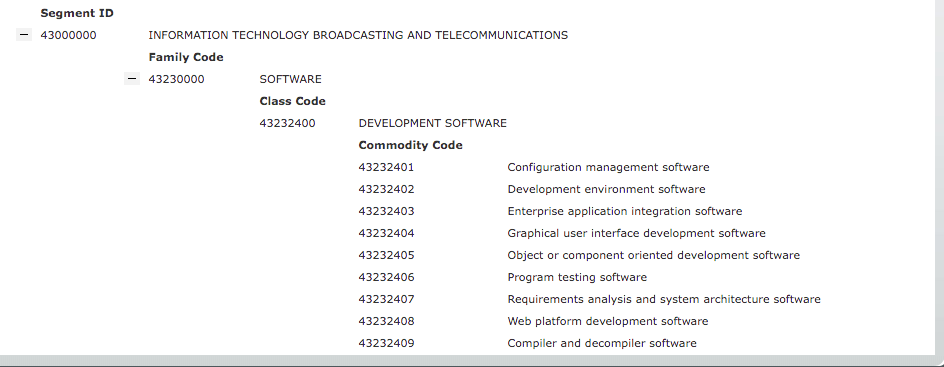 Segment ID
43000000 INFORMATION TECHNOLOGY BROADCASTING AND TELECOMMUNICATIONS
Family Code
43230000 SOFTWARE
Class Code
43232400 DEVELOPMENT SOFTWARE
Commodity Code
43232401 Configuration management software
43232402 Development environment software
43232403 Enterprise application integration software
43232404 Graphical user interface development software
43232405 Object or component oriented development software
43232406 Program testing software
43232407 Requirements analysis and system architecture software
43232408 Web platform development software
43232409 Compiler and decompiler software